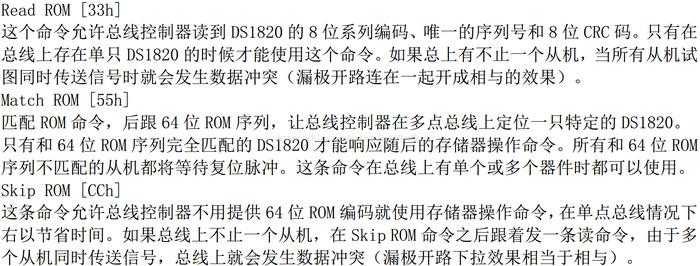 Read ROM [33h]
这个命令允许总线控制器读到 DS1820 的 8 位系列编码、唯一的序列号和 8 位 CRC 码。只有在
总线上存在单只 DS1820 的时候才能使用这个命令。如果总上有不止一个从机，当所有从机试
图同时传送信号时就会发生数据冲突（漏极开路连在一起开成相与的效果）。
Match ROM [55h]
匹配 ROM 命令，后跟 64 位 ROM 序列，让总线控制器在多点总线上定位一只特定的 DS1820。
只有和 64 位 ROM 序列完全匹配的 DS1820 才能响应随后的存储器操作命令。所有和 64 位 ROM
序列不匹配的从机都将等待复位脉冲。这条命令在总线上有单个或多个器件时都可以使用。
Skip ROM [CCh]
这条命令允许总线控制器不用提供 64 位 ROM 编码就使用存储器操作命令，在单点总线情况下
右以节省时间。如果总线上不止一个从机，在 Skip ROM 命令之后跟着发一条读命令，由于多
个从机同时传送信号，总线上就会发生数据冲突（漏极开路下拉效果相当于相与）。